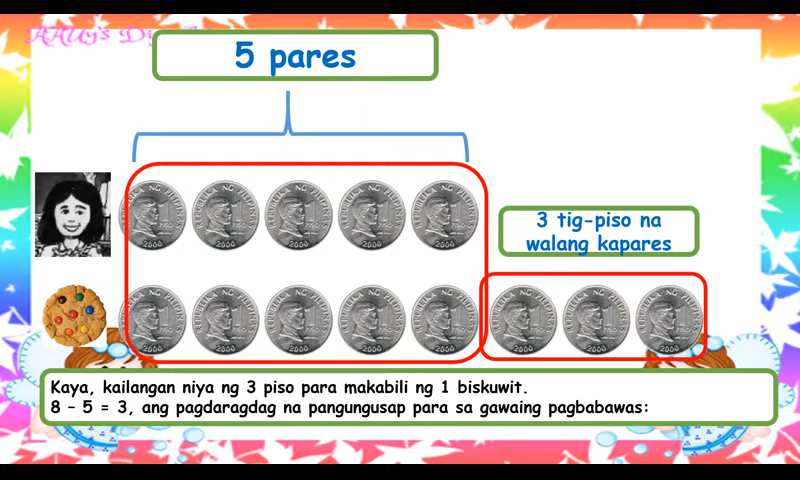 5 pares
3 tig-piso na
walang kapares
Kaya, kailangan niya ng 3 piso para makabili ng 1 biskuwit.
8 – 5 = 3, ang pagdaragdag na pangungusap para sa gawaing pagbabawas: